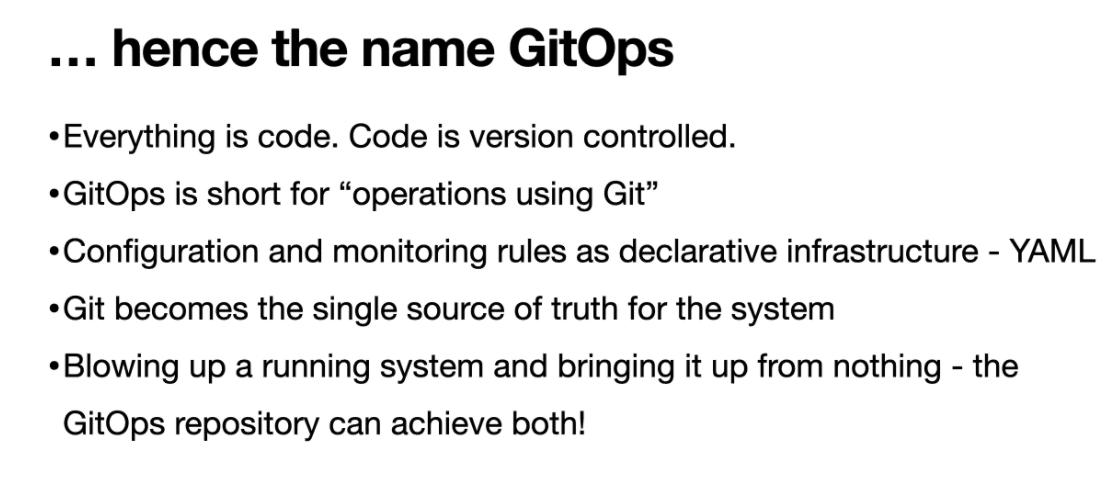 ... hence the name GitOps
•Everything is code. Code is version controlled.
•GitOps is short for “operations using Git”
•Configuration and monitoring rules as declarative infrastructure - YAML
•Git becomes the single source of truth for the system
•Blowing up a running system and bringing it up from nothing - the
GitOps repository can achieve both!